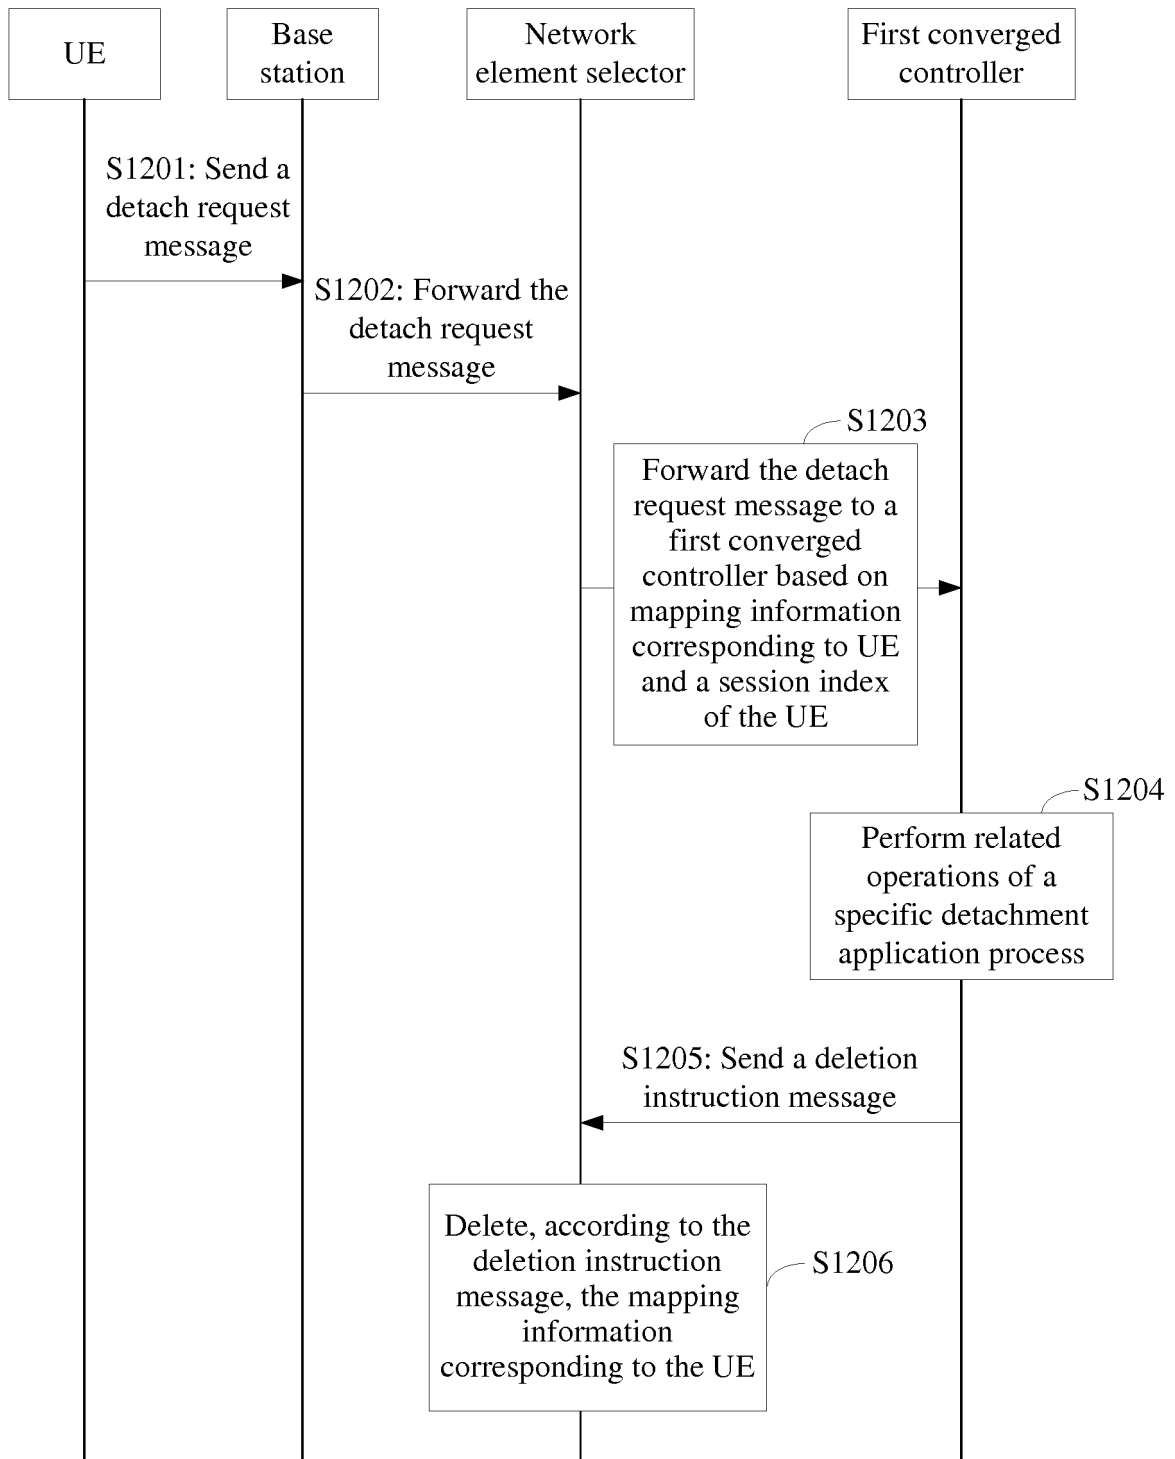 UE
Base
station
Network
element selector
First converged
controller
S1201: Send a
detach request
message
S1202: Forward the
detach request
message
S1203
Forward the detach
request message to a
first converged
controller based on
mapping information
corresponding to UE
and a session index
of the UE
S1204
Perform related
operations of a
specific detachment
application process
S1205: Send a deletion
instruction message
Delete, according to the
deletion instruction
message, the mapping
information
corresponding to the UE
S1206